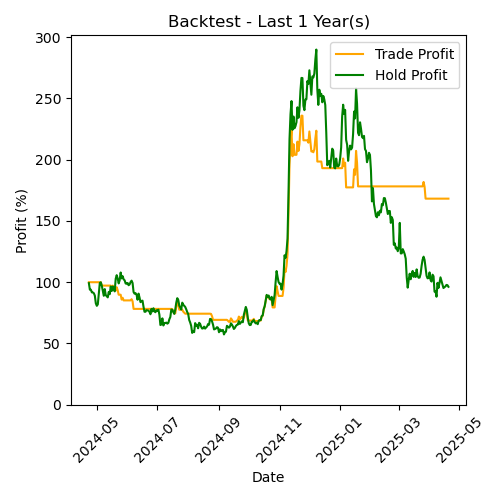 Backtest - Last 1 Year(s)
Trade Profit
Hold Profit
Profit (%)
300
250
200
150
100
50
0
2024-05
2024-07
2024-09
2024-11
2025-01
2025-03
2025-05
Date